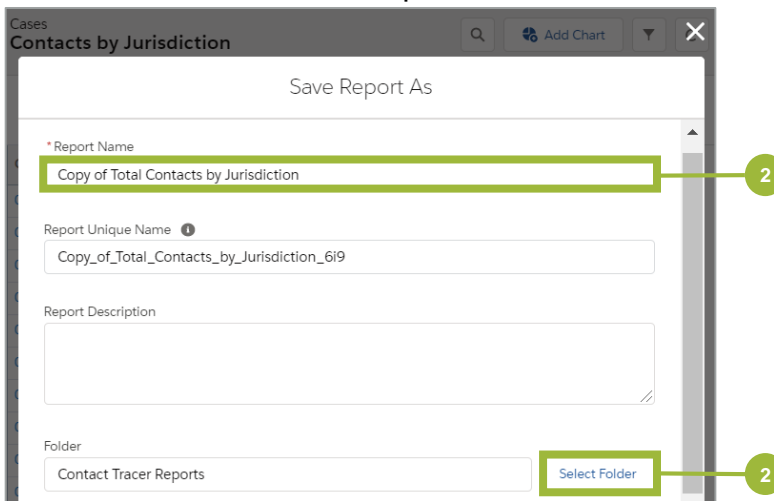 Cases
Contacts by Jurisdiction
Add Chart
Save Report As
* Report Name
Copy of Total Contacts by Jurisdiction
2
Report Unique Name
Copy_of_Total_Contacts_by_Jurisdiction_6i9
Report Description
Folder
Contact Tracer Reports
Select Folder
2